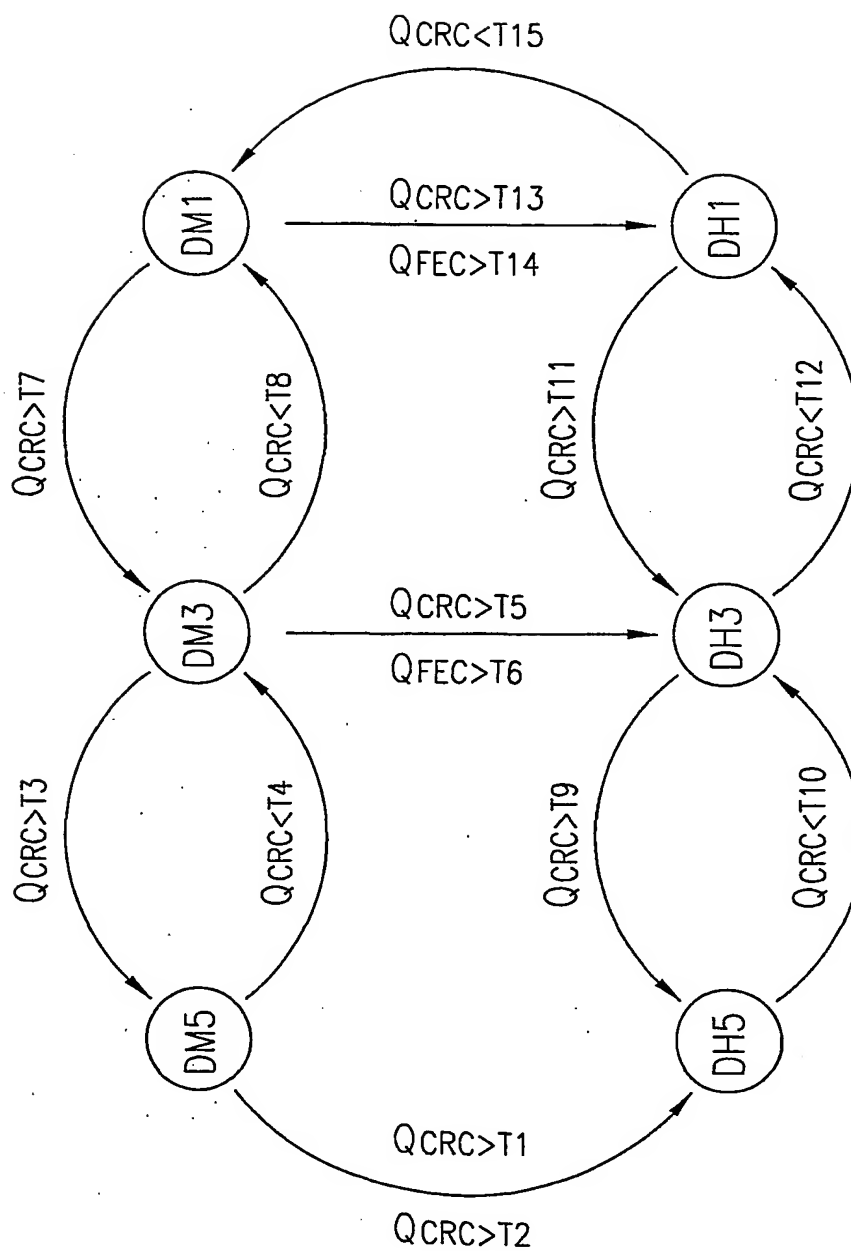 QCRC<T15
DM1
QCRC>T13
QFEC>T14
DH1
QCRC>T7
QCRC<T8
QCRC>T11
QCRC<T12
DM3
QCRC>T5
QFEC>T6
DH3
QCRC>T3
QCRC<T4
QCRC>T9
QCRC<T10
DM5
DH5
QCRC>T1
QCRC>T2